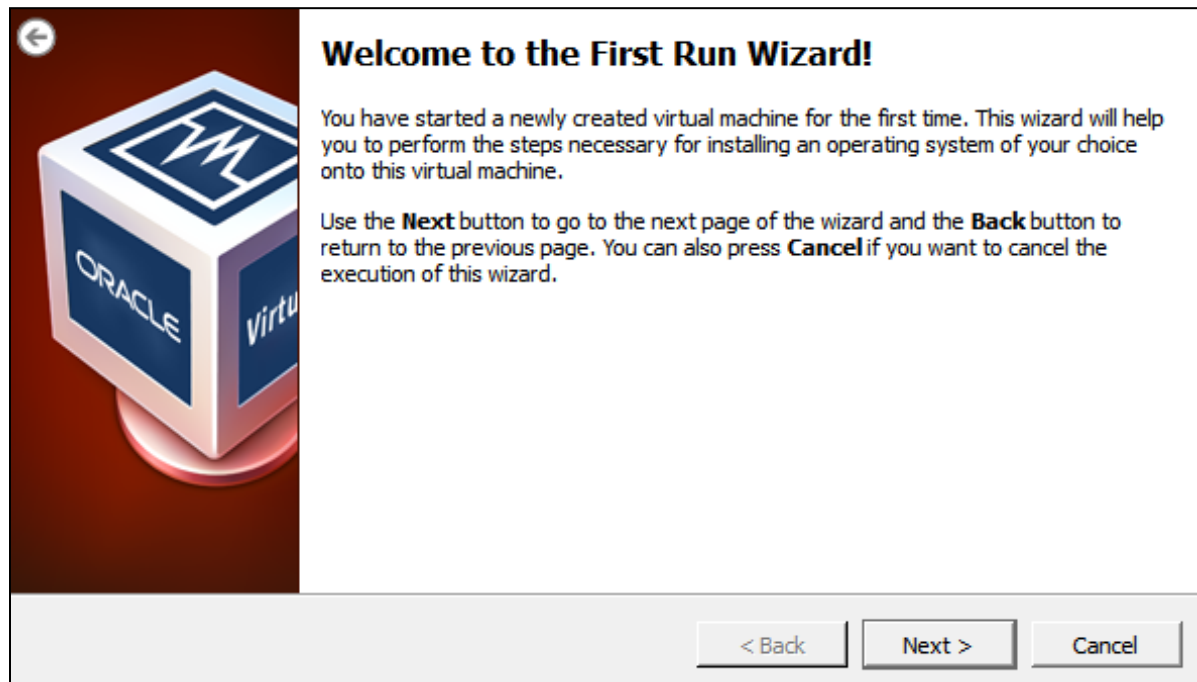 Welcome to the First Run Wizard!
You have started a newly created virtual machine for the first time. This wizard will help
you to perform the steps necessary for installing an operating system of your choice
onto this virtual machine.
Use the Next button to go to the next page of the wizard and the Back button to
return to the previous page. You can also press Cancel if you want to cancel the
execution of this wizard.
ORACLE
Virtu
< Back
Next >
Cancel